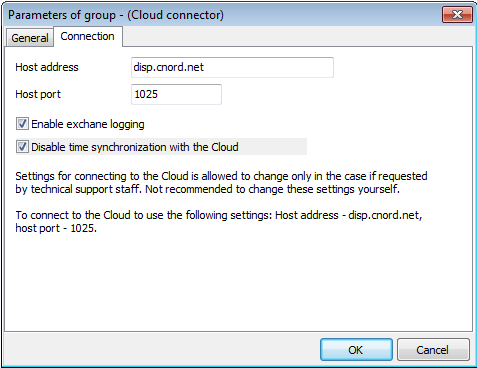 Parameters of group - (Cloud connector)
General
Connection
Host address
disp.cnord.net
Host port
1025
Enable exchane logging
Disable time synchronization with the Cloud
Settings for connecting to the Cloud is allowed to change only in the case if requested
by technical support staff. Not recommended to change these settings yourself.
To connect to the Cloud to use the following settings: Host address - disp.cnord.net,
host port - 1025.
OK
Cancel